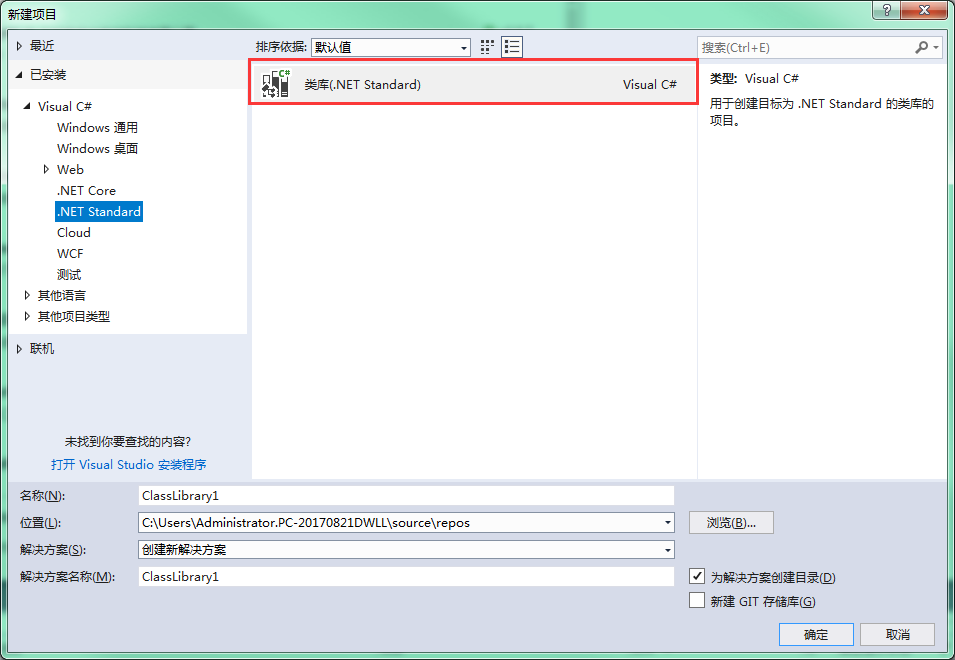 新建项目
?
最近
排序依据: 默认值
搜索(Ctrl+E)
已安装
C#
类库(.NET Standard)
Visual C#
类型: Visual C#
用于创建目标为 .NET Standard 的类库的
项目。
Visual C#
Windows 通用
Windows 桌面
Web
.NET Core
.NET Standard
Cloud
WCF
测试
其他语言
其他项目类型
联机
未找到你要查找的内容?
打开 Visual Studio 安装程序
名称(N): ClassLibrary1
位置(L): C:\Users\Administrator.PC-20170821DWLL\source\repos
浏览(B)...
解决方案(S): 创建新解决方案
解决方案名称(M): ClassLibrary1
为解决方案创建目录(D)
新建 GIT 存储库(G)
确定
取消